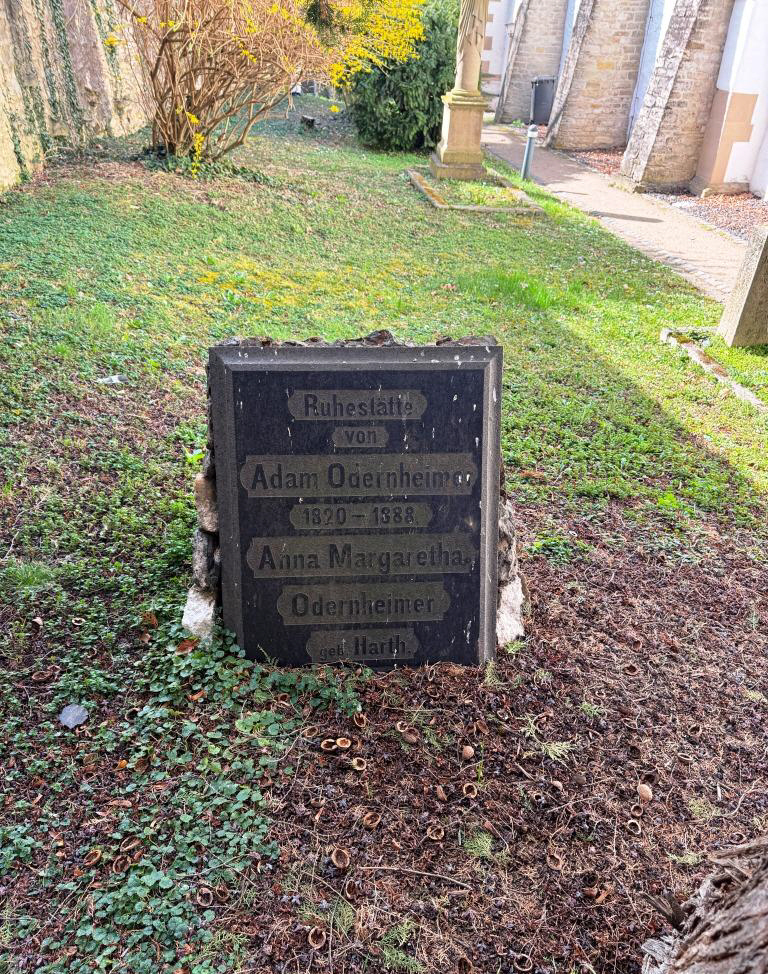 Ruhestätte
von
Adam Odernheimer
1820 – 1888.
Anna Margaretha
Odernheimer
geb. Harth.